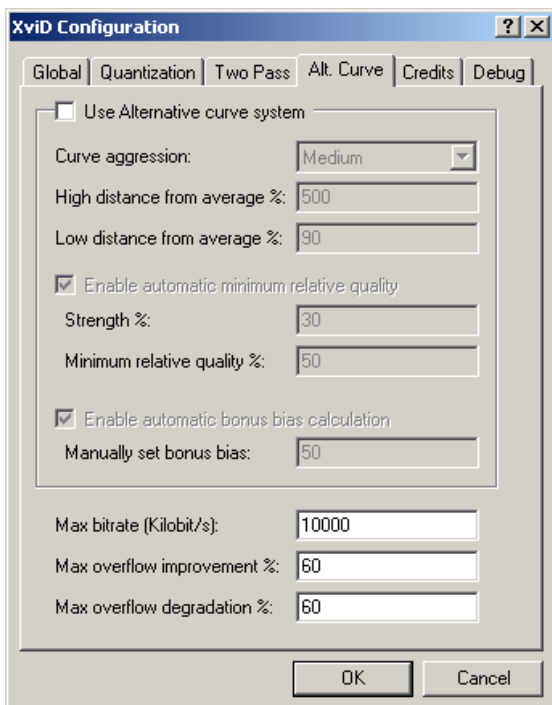 XviD Configuration
Global Quantization Two Pass Alt. Curve Credits Debug
Use Alternative curve system
Curve aggression: Medium
High distance from average %: 500
Low distance from average %: 90
Enable automatic minimum relative quality
Strength %: 30
Minimum relative quality %: 50
Enable automatic bonus bias calculation
Manually set bonus bias: 50
Max bitrate (Kilobit/s): 10000
Max overflow improvement %: 60
Max overflow degradation %: 60
OK Cancel